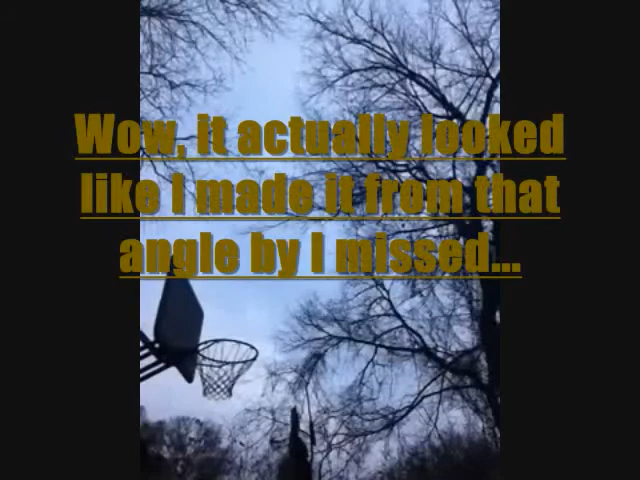 Wow, it actually looked
like I made it from that
angle by I missed...